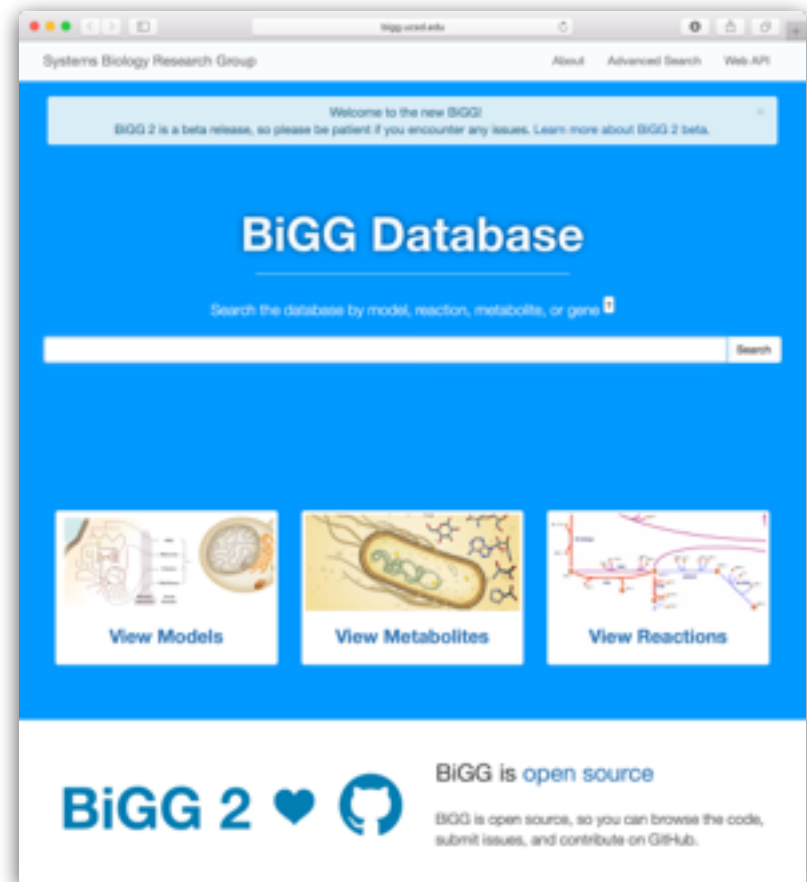 bigg.ucsd.edu
Systems Biology Research Group
About Advanced Search Web API
Welcome to the new BiGG!
BiGG 2 is a beta release, so please be patient if you encounter any issues. Learn more about BiGG 2 beta.
BiGG Database
Search the database by model, reaction, metabolite, or gene ?
Search
View Models
View Metabolites
View Reactions
BiGG 2
BiGG is open source
BiGG is open source, so you can browse the code,
submit issues, and contribute on GitHub.